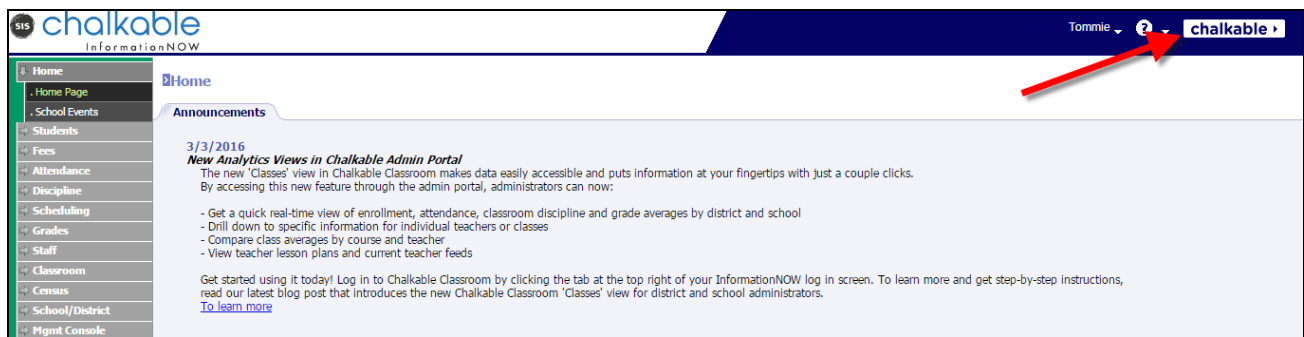 SIS chalkable
InformationNOW
Tommie ? chalkable
Home
. Home Page
. School Events
Students
Fees
Attendance
Discipline
Scheduling
Grades
Staff
Classroom
Census
School/District
Mgmt Console
Home
Announcements
3/3/2016
New Analytics Views in Chalkable Admin Portal
The new 'Classes' view in Chalkable Classroom makes data easily accessible and puts information at your fingertips with just a couple clicks.
By accessing this new feature through the admin portal, administrators can now:
- Get a quick real-time view of enrollment, attendance, classroom discipline and grade averages by district and school
- Drill down to specific information for individual teachers or classes
- Compare class averages by course and teacher
- View teacher lesson plans and current teacher feeds
Get started using it today! Log in to Chalkable Classroom by clicking the tab at the top right of your InformationNOW log in screen. To learn more and get step-by-step instructions,
read our latest blog post that introduces the new Chalkable Classroom 'Classes' view for district and school administrators.
To learn more